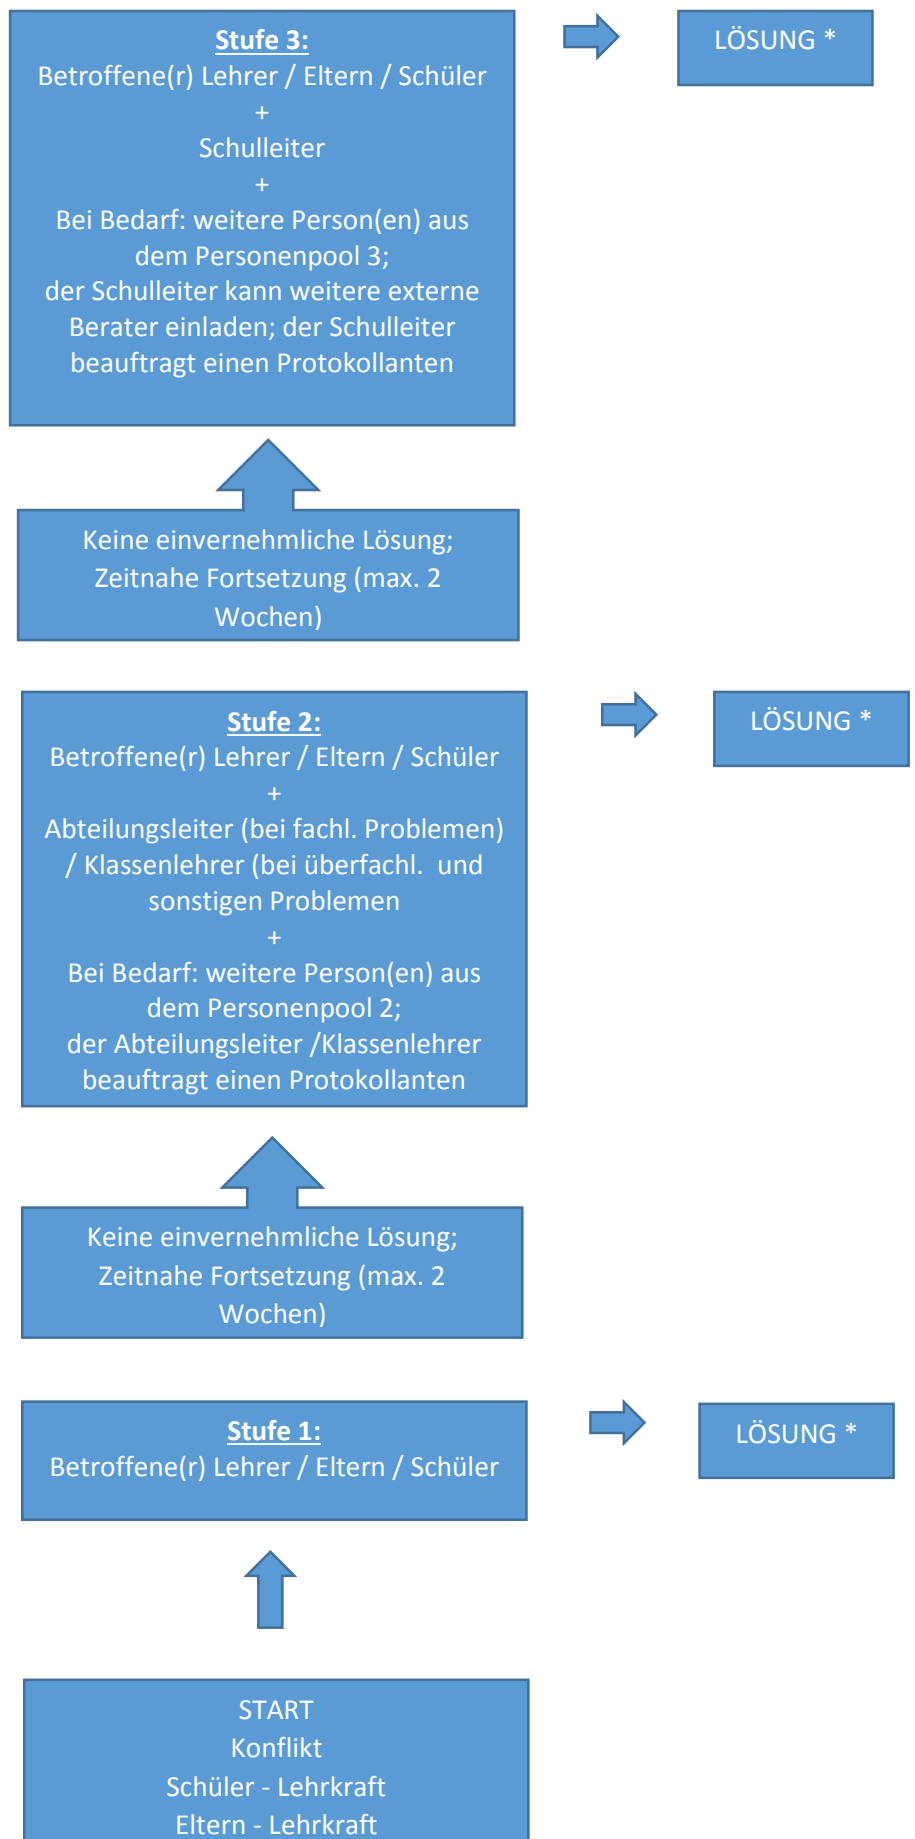 Stufe 3:
Betroffene(r) Lehrer / Eltern / Schüler
+
Schulleiter
+
Bei Bedarf: weitere Person(en) aus
dem Personenpool 3;
der Schulleiter kann weitere externe
Berater einladen; der Schulleiter
beauftragt einen Protokollanten
LÖSUNG *
Keine einvernehmliche Lösung;
Zeitnahe Fortsetzung (max. 2
Wochen)
Stufe 2:
Betroffene(r) Lehrer / Eltern / Schüler
+
Abteilungsleiter (bei fachl. Problemen)
/ Klassenlehrer (bei überfachl.  und
sonstigen Problemen
+
Bei Bedarf: weitere Person(en) aus
dem Personenpool 2;
der Abteilungsleiter /Klassenlehrer
beauftragt einen Protokollanten
LÖSUNG *
Keine einvernehmliche Lösung;
Zeitnahe Fortsetzung (max. 2
Wochen)
Stufe 1:
Betroffene(r) Lehrer / Eltern / Schüler
LÖSUNG *
START
Konflikt
Schüler - Lehrkraft
Eltern - Lehrkraft